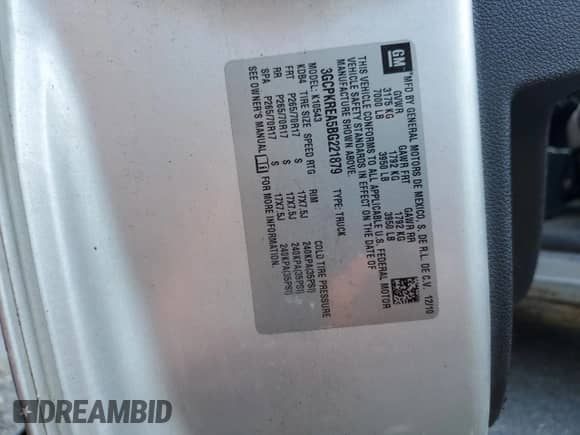 GM
MFD BY GENERAL MOTORS DE MEXICO, S. DE R.L. DE C.V. 12/10
GVWR GAWR FRT GAWR RR
3175 KG 1792 KG 1792 KG
7000 LB 3950 LB 3950 LB
THIS VEHICLE CONFORMS TO ALL APPLICABLE U.S. FEDERAL MOTOR
VEHICLE SAFETY STANDARDS IN EFFECT ON THE DATE OF
MANUFACTURE SHOWN ABOVE.
3GCPKREA5BG221879 TYPE: TRUCK
MODEL: K10543
KDB4 TIRE SIZE SPEED RTG RIM COLD TIRE PRESSURE
FRT P265/70R17 S 17X7.5J 240KPA(35PSI)
RR P265/70R17 S 17X7.5J 240KPA(35PSI)
SPA P265/70R17 S 17X7.5J 240KPA(35PSI)
SEE OWNER'S MANUAL FOR MORE INFORMATION.
DREAMBID